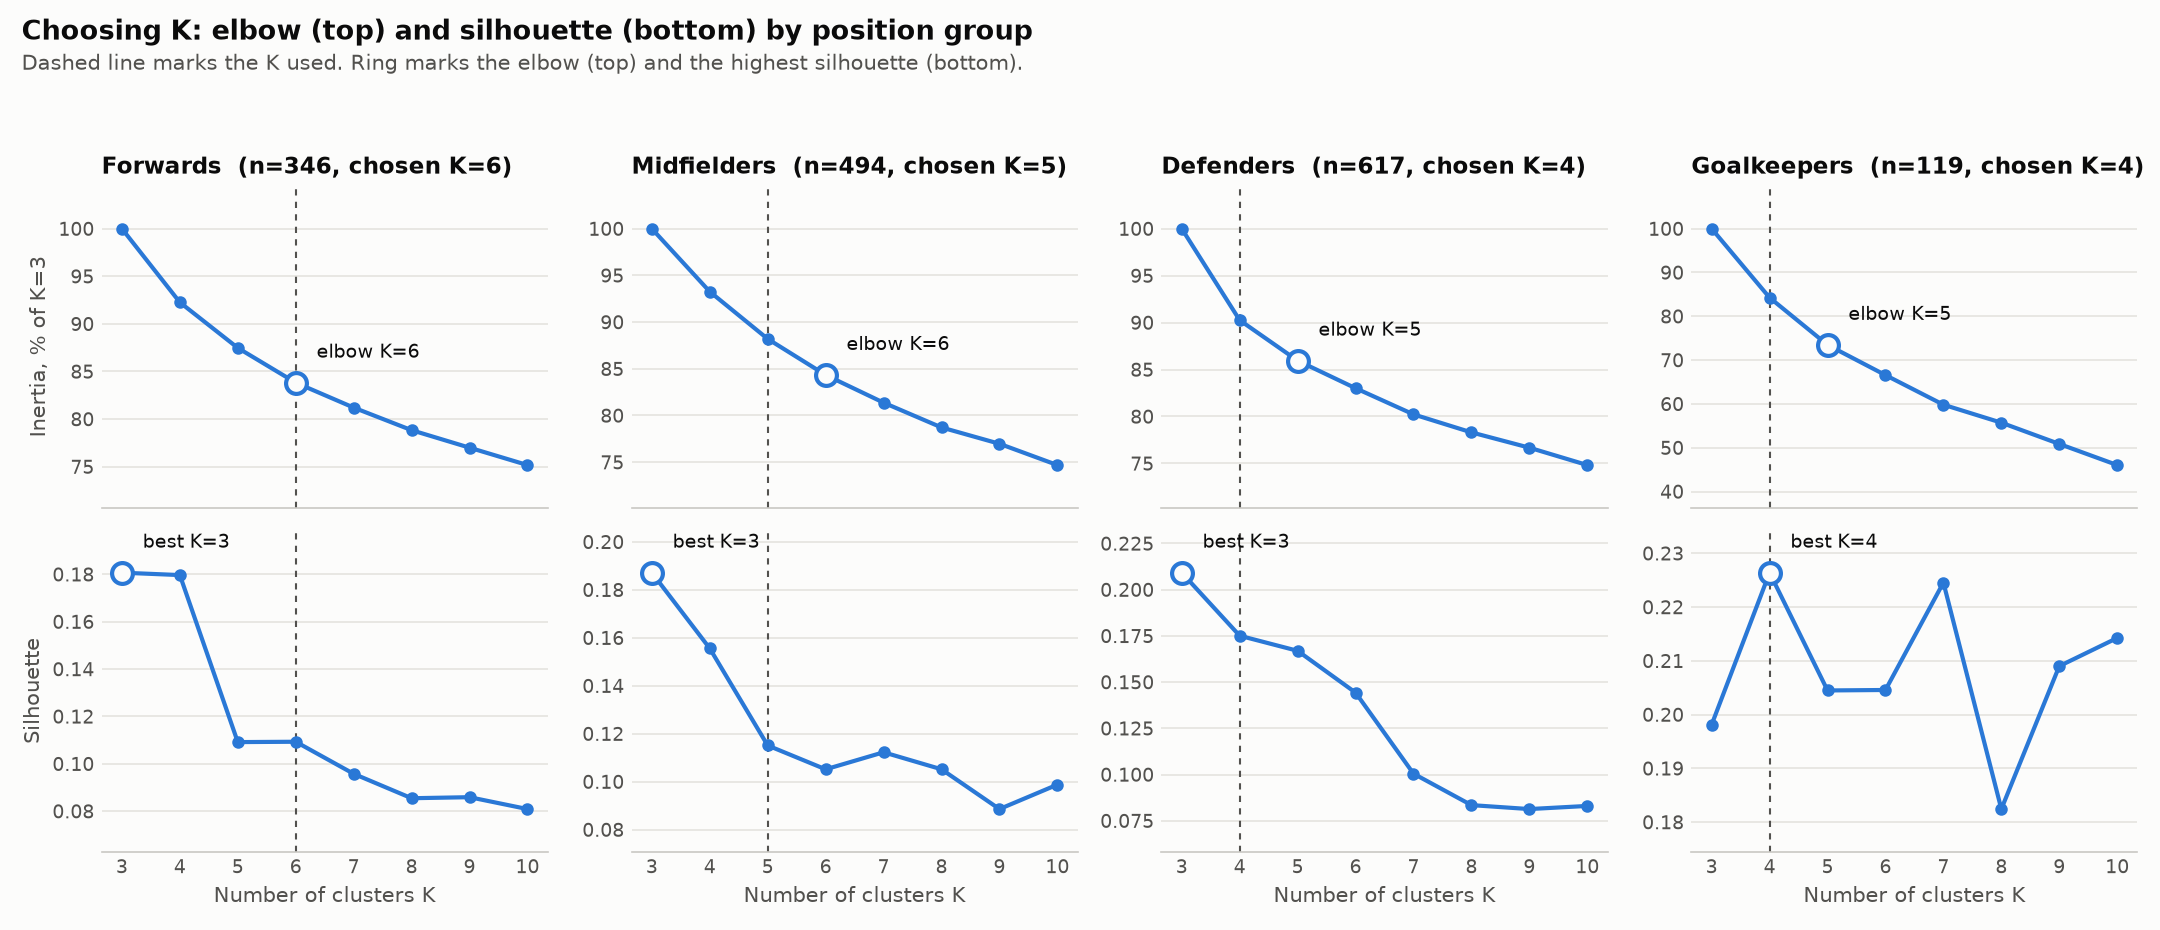 Choosing K: elbow (top) and silhouette (bottom) by position group
Dashed line marks the K used. Ring marks the elbow (top) and the highest silhouette (bottom).
Forwards (n=346, chosen K=6)
Inertia, % of K=3
100
95
90
85
80
75
elbow K=6
Midfielders (n=494, chosen K=5)
100
95
90
85
80
75
elbow K=6
Defenders (n=617, chosen K=4)
100
95
90
85
80
75
elbow K=5
Goalkeepers (n=119, chosen K=4)
100
90
80
70
60
50
40
elbow K=5
Silhouette
best K=3
0.18
0.16
0.14
0.12
0.10
0.08
3 4 5 6 7 8 9 10
Number of clusters K
best K=3
0.20
0.18
0.16
0.14
0.12
0.10
0.08
3 4 5 6 7 8 9 10
Number of clusters K
best K=3
0.225
0.200
0.175
0.150
0.125
0.100
0.075
3 4 5 6 7 8 9 10
Number of clusters K
best K=4
0.23
0.22
0.21
0.20
0.19
0.18
3 4 5 6 7 8 9 10
Number of clusters K